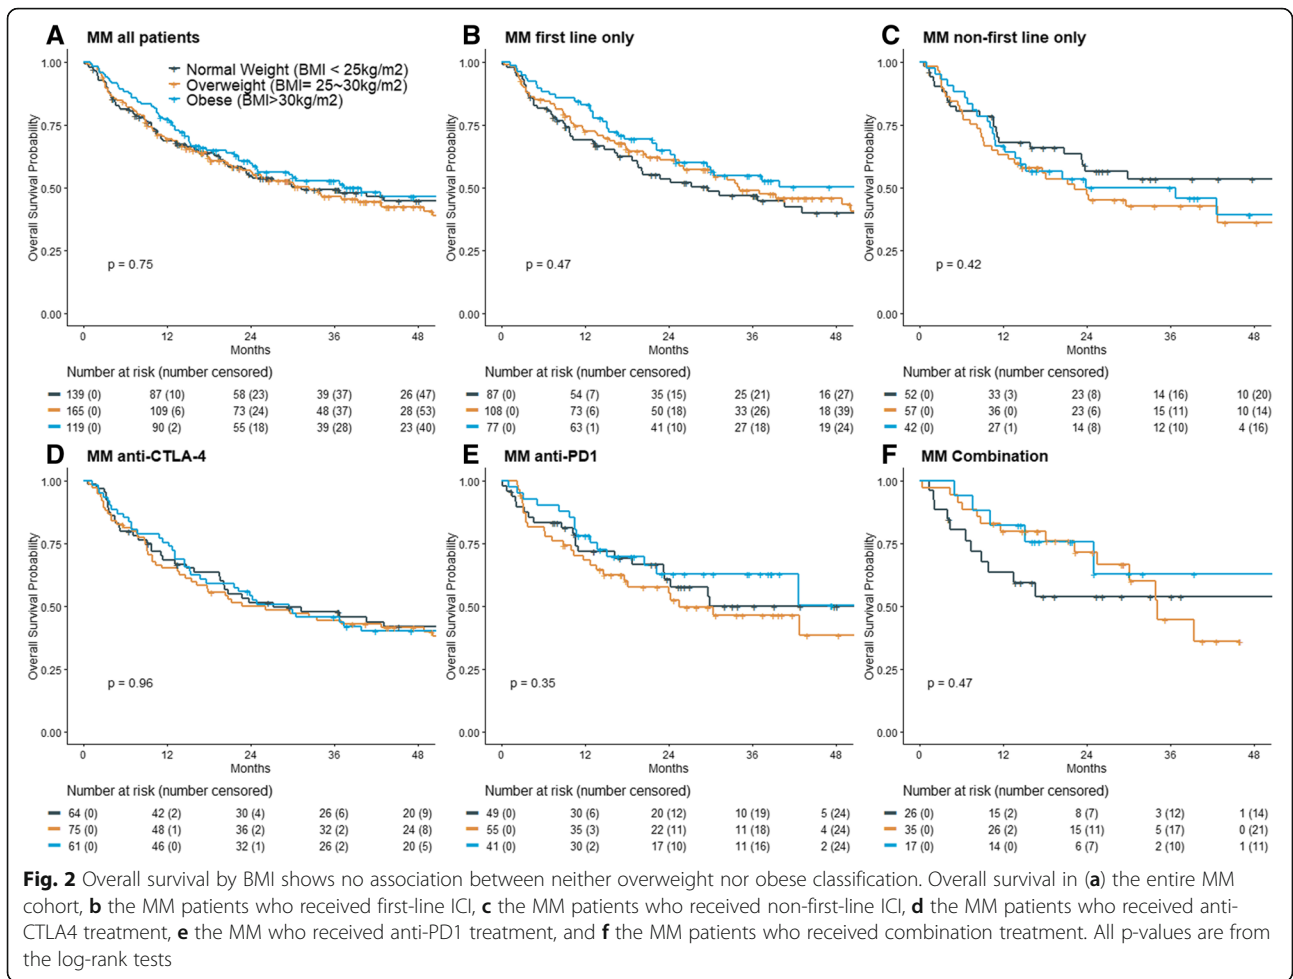 A MM all patients
1.00
0.75
0.50
0.25
0.00
Overall Survival Probability
Normal Weight (BMI < 25kg/m2)
Overweight (BMI= 25~30kg/m2)
Obese (BMI>30kg/m2)
p = 0.75
0 12 24 36 48
Months
Number at risk (number censored)
139 (0) 87 (10) 58 (23) 39 (37) 26 (47)
165 (0) 109 (6) 73 (24) 48 (37) 28 (53)
119 (0) 90 (2) 55 (18) 39 (28) 23 (40)
B MM first line only
1.00
0.75
0.50
0.25
0.00
Overall Survival Probability
p = 0.47
0 12 24 36 48
Months
Number at risk (number censored)
87 (0) 54 (7) 35 (15) 25 (21) 16 (27)
108 (0) 73 (6) 50 (18) 33 (26) 18 (39)
77 (0) 63 (1) 41 (10) 27 (18) 19 (24)
C MM non-first line only
1.00
0.75
0.50
0.25
0.00
Overall Survival Probability
p = 0.42
0 12 24 36 48
Months
Number at risk (number censored)
52 (0) 33 (3) 23 (8) 14 (16) 10 (20)
57 (0) 36 (0) 23 (6) 15 (11) 10 (14)
42 (0) 27 (1) 14 (8) 12 (10) 4 (16)
D MM anti-CTLA-4
1.00
0.75
0.50
0.25
0.00
Overall Survival Probability
p = 0.96
0 12 24 36 48
Months
Number at risk (number censored)
64 (0) 42 (2) 30 (4) 26 (6) 20 (9)
75 (0) 48 (1) 36 (2) 32 (2) 24 (8)
61 (0) 46 (0) 32 (1) 26 (2) 20 (5)
E MM anti-PD1
1.00
0.75
0.50
0.25
0.00
Overall Survival Probability
p = 0.35
0 12 24 36 48
Months
Number at risk (number censored)
49 (0) 30 (6) 20 (12) 10 (19) 5 (24)
55 (0) 35 (3) 22 (11) 11 (18) 4 (24)
41 (0) 30 (2) 17 (10) 11 (16) 2 (24)
F MM Combination
1.00
0.75
0.50
0.25
0.00
Overall Survival Probability
p = 0.47
0 12 24 36 48
Months
Number at risk (number censored)
26 (0) 15 (2) 8 (7) 3 (12) 1 (14)
35 (0) 26 (2) 15 (11) 5 (17) 0 (21)
17 (0) 14 (0) 6 (7) 2 (10) 1 (11)
Fig. 2 Overall survival by BMI shows no association between neither overweight nor obese classification. Overall survival in (a) the entire MM
cohort, b the MM patients who received first-line ICI, c the MM patients who received non-first-line ICI, d the MM patients who received anti-
CTLA4 treatment, e the MM who received anti-PD1 treatment, and f the MM patients who received combination treatment. All p-values are from
the log-rank tests